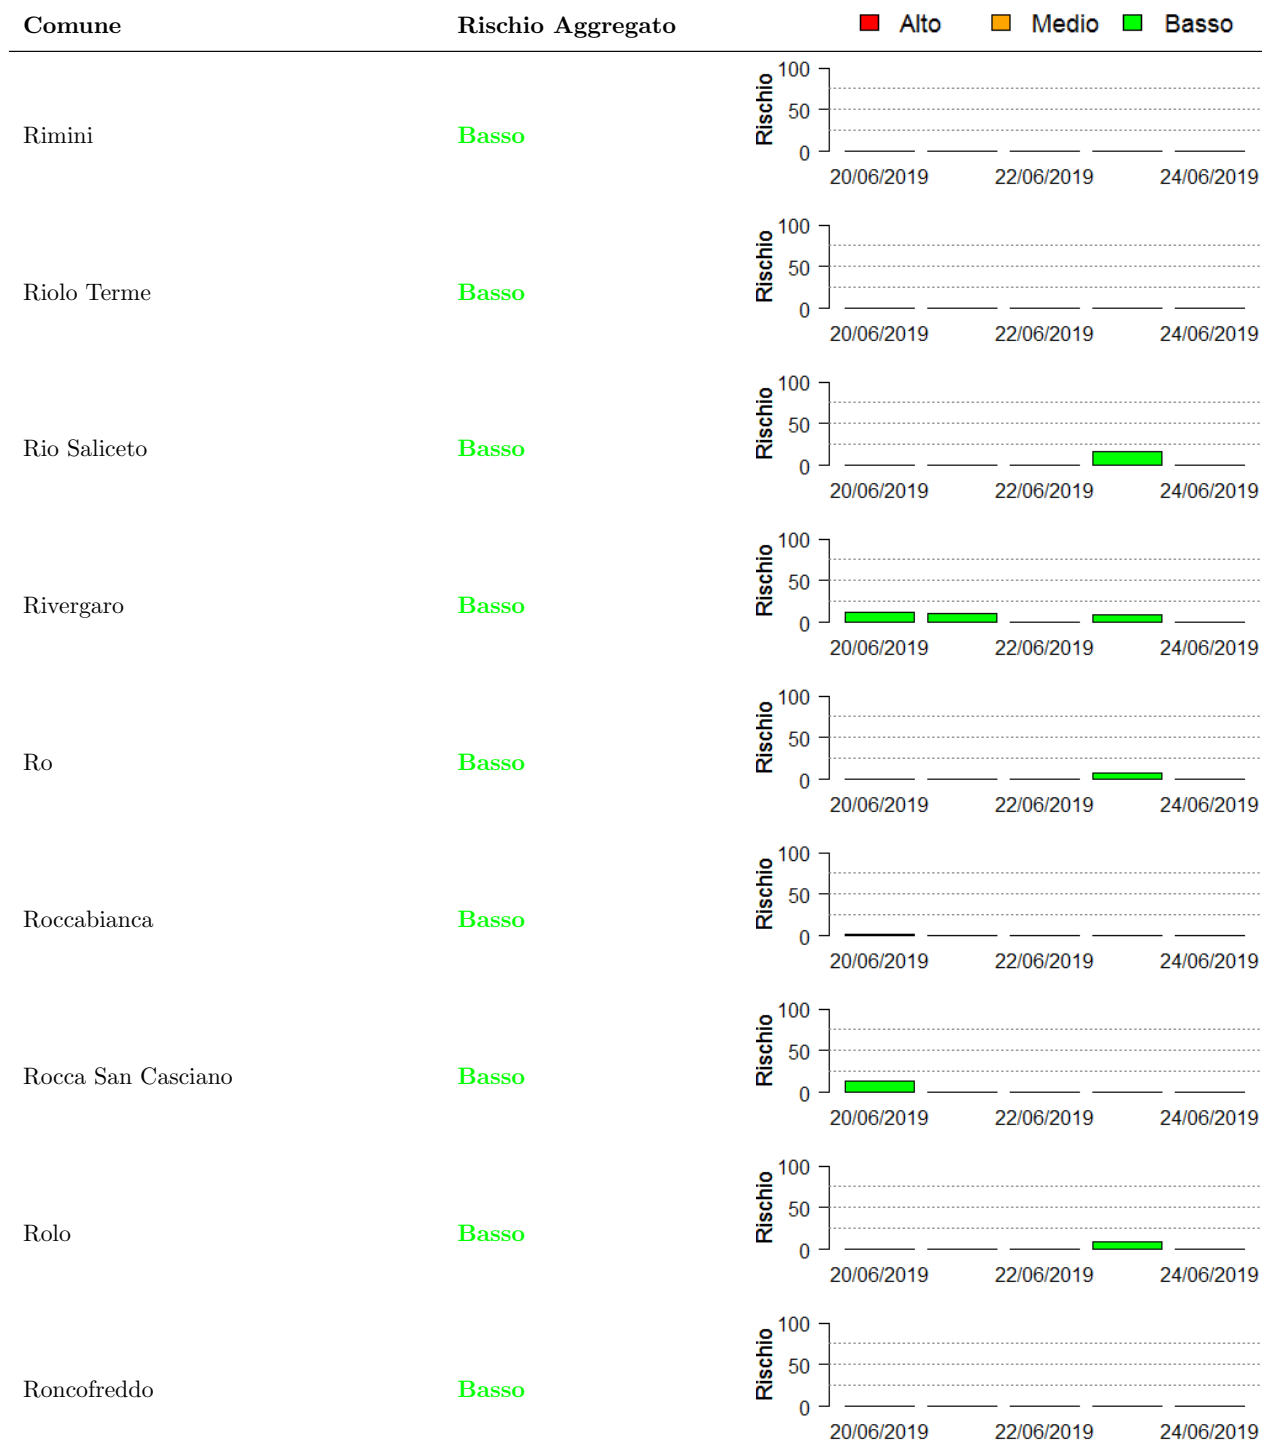 Comune Rischio Aggregato Alto Medio Basso
100
Rischio
50
Rimini Basso
0
20/06/2019 22/06/2019 24/06/2019
100
Rischio
50
Riolo Terme Basso
0
20/06/2019 22/06/2019 24/06/2019
100
Rischio
50
Rio Saliceto Basso
0
20/06/2019 22/06/2019 24/06/2019
100
Rischio
50
Rivergaro Basso
0
20/06/2019 22/06/2019 24/06/2019
100
Rischio
50
Ro Basso
0
20/06/2019 22/06/2019 24/06/2019
100
Rischio
50
Roccabianca Basso
0
20/06/2019 22/06/2019 24/06/2019
100
Rischio
50
Rocca San Casciano Basso
0
20/06/2019 22/06/2019 24/06/2019
100
Rischio
50
Rolo Basso
0
20/06/2019 22/06/2019 24/06/2019
100
Rischio
50
Roncofreddo Basso
0
20/06/2019 22/06/2019 24/06/2019